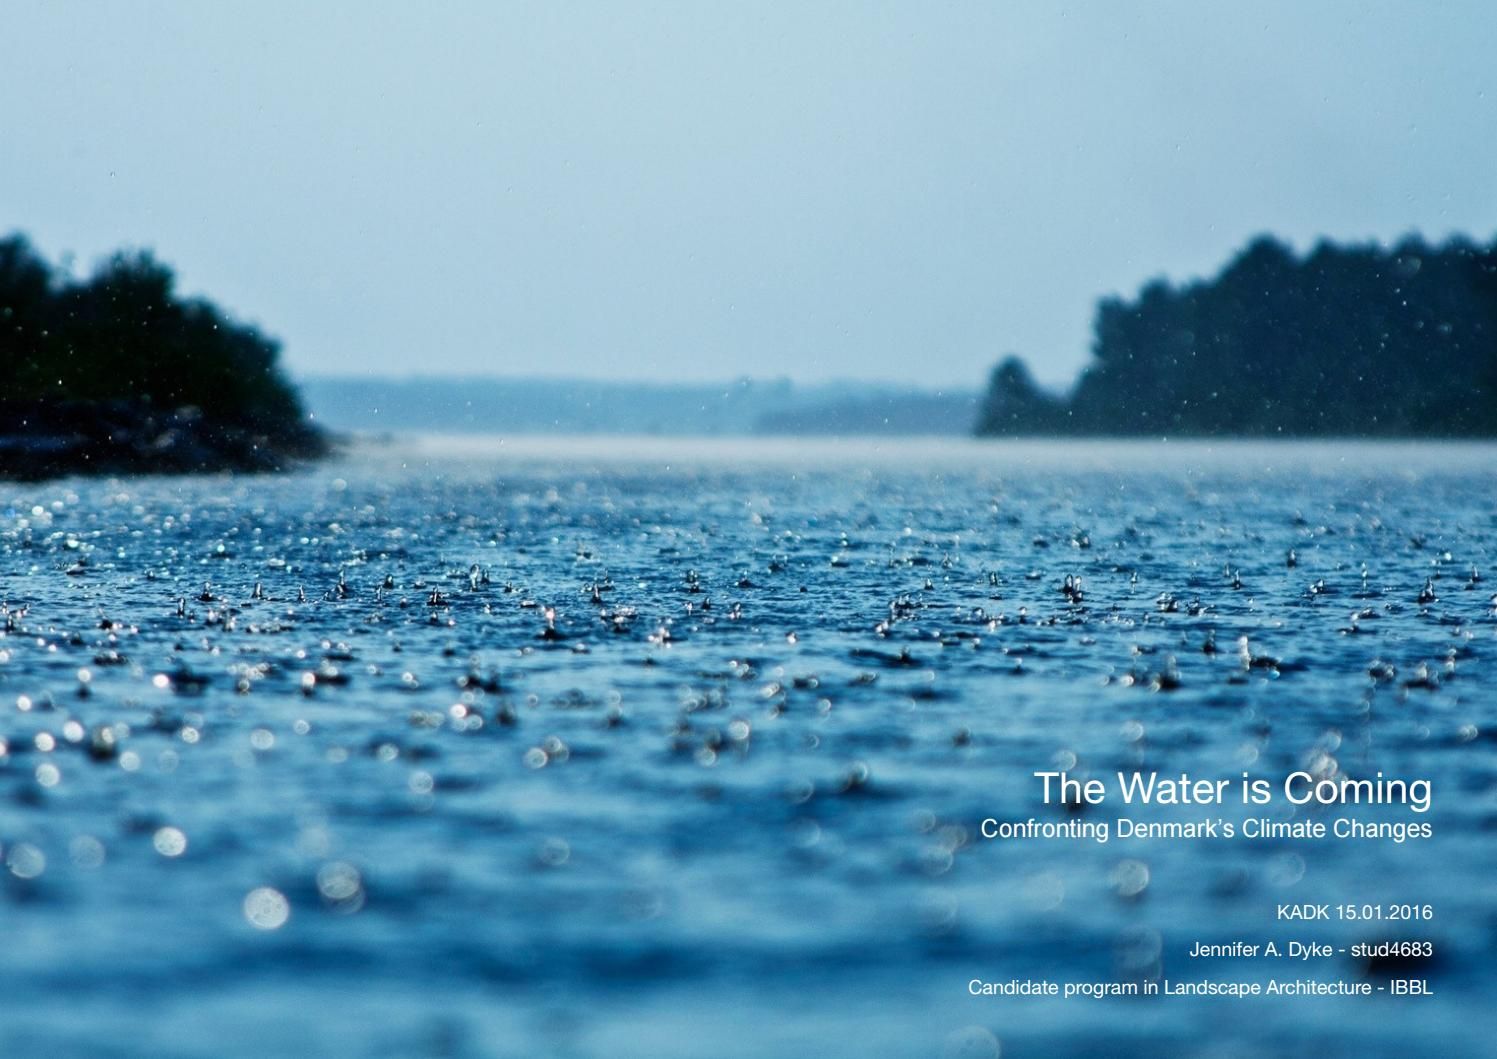 The Water is Coming
Confronting Denmark’s Climate Changes
KADK 15.01.2016
Jennifer A. Dyke - stud4683
Candidate program in Landscape Architecture - IBBL